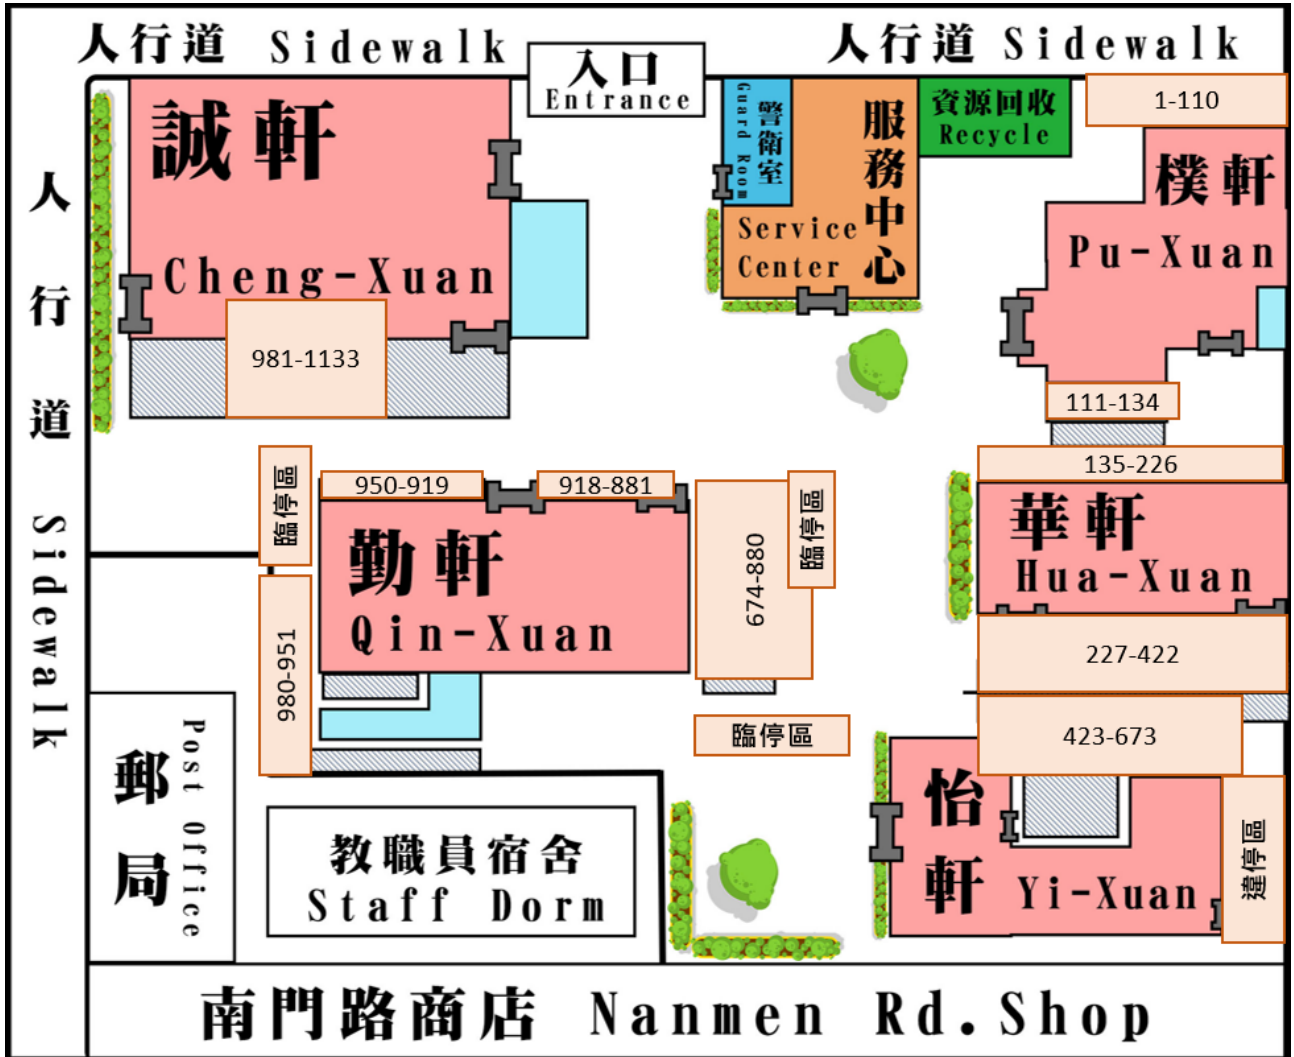 人行道 Sidewalk
人行道 Sidewalk
入口
Entrance
誠軒
Cheng-Xuan
警衛室
Guard Room
服務中心
Service
Center
資源回收
Recycle
1-110
樸軒
Pu-Xuan
人行道 Sidewalk
981-1133
111-134
135-226
臨停區
950-919
918-881
674-880
臨停區
華軒
Hua-Xuan
勤軒
Qin-Xuan
980-951
227-422
臨停區
423-673
郵局
Post Office
怡軒
Yi-Xuan
違停區
教職員宿舍
Staff Dorm
南門路商店 Nanmen Rd.Shop